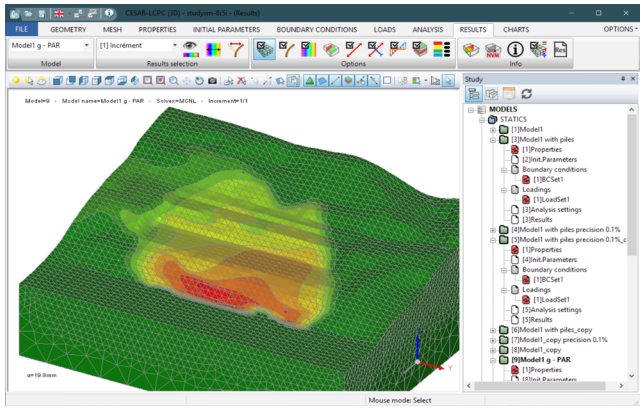 CESAR-LCPC (3D) - studyem-fr5i - (Results)
FILE GEOMETRY MESH PROPERTIES INITIAL PARAMETERS BOUNDARY CONDITIONS LOADS ANALYSIS RESULTS CHARTS OPTIONS
Model1 g - PAR [1] Incrément
NVM Res
Model Results selection Options Info
Study
Model=9 - Model name=Model1 g - PAR - Solver=MCNL - Increment=1/1
MODELS
STATICS
[1]Model1
[3]Model1 with piles
[1]Properties
[2]Init.Parameters
Boundary conditions
[1]BCSet1
Loadings
[1]LoadSet1
[3]Analysis settings
[3]Results
[4]Model1 with piles precision 0.1%
[5]Model1 with piles precision 0.1%_c
[1]Properties
[4]Init.Parameters
Boundary conditions
[1]BCSet1
Loadings
[1]LoadSet1
[5]Analysis settings
[5]Results
[6]Model1 with piles_copy
[7]Model1_copy precision 0.1%
[8]Model1_copy
[9]Model1 g - PAR
[1]Properties
[8]Init.Parameters
Y
u=19.8mm
Mouse mode: Select